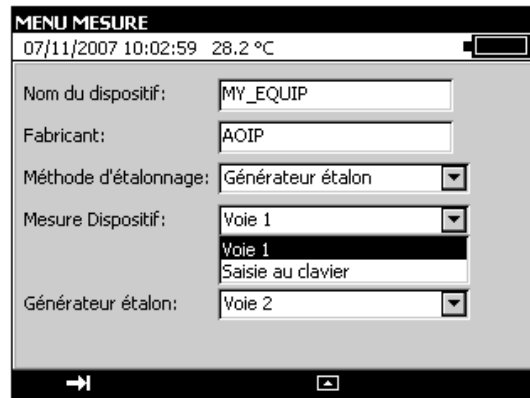 MENU MESURE
07/11/2007 10:02:59 28.2 °C
Nom du dispositif: MY_EQUIP
Fabricant: AOIP
Méthode d'étalonnage: Générateur étalon
Mesure Dispositif: Voie 1
Voie 1
Saisie au clavier
Générateur étalon: Voie 2